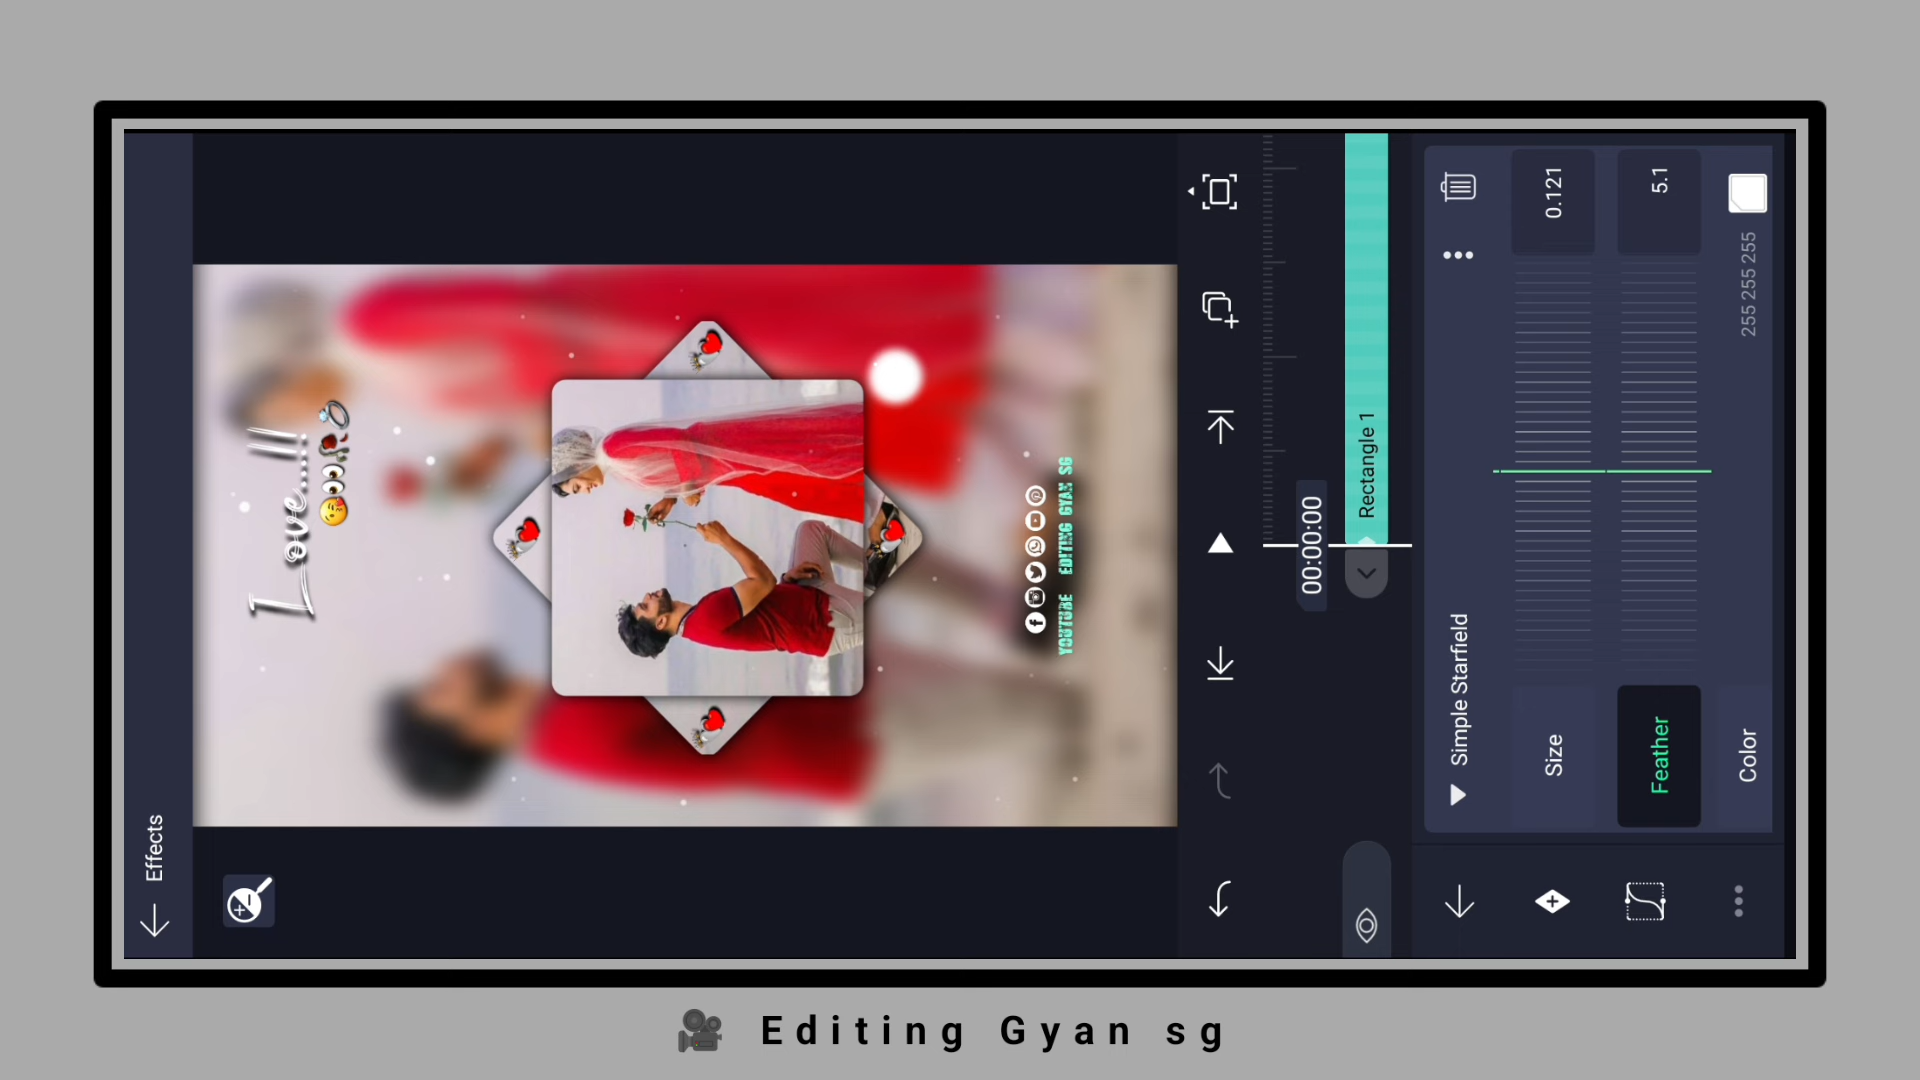 Effects
Love...!!
YOUTUBE EDITING GYAN SG
00:00:00
Rectangle 1
Simple Starfield
Size 0.121
Feather 5.1
Color 255 255 255
Editing Gyan sg